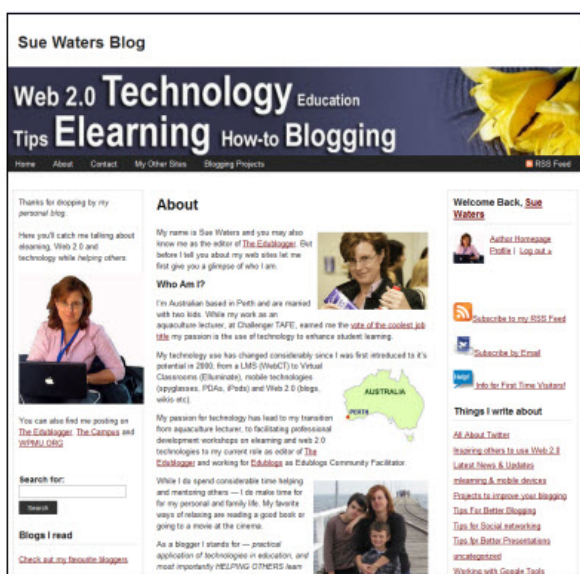 Sue Waters Blog
Web 2.0 Technology Education
Tips Elearning How-to Blogging
Home About Contact My Other Sites Blogging Projects RSS Feed
Thanks for dropping by my
personal blog.
Here you'll catch me talking about
elearning, Web 2.0 and
technology while helping others.
You can also find me posting on
The Edublogger, The Campus and
WPMU.ORG
Search for:
Search
Blogs I read
Check out my favourite bloggers
About
My name is Sue Waters and you may also
know me as the editor of The Edublogger. But
before I tell you about my web sites let me
first give you a glimpse of who I am.
Who Am I?
I'm Australian based in Perth and are married
with two kids. While my work as an
aquaculture lecturer, at Challenger TAFE, earned me the vote of the coolest job
title my passion is the use of technology to enhance student learning.
My technology use has changed considerably since I was first introduced to it's
potential in 2000, from a LMS (WebCT) to Virtual
Classrooms (Elluminate), mobile technologies
(spyglasses, PDAs, iPods) and Web 2.0 (blogs,
wikis etc).
AUSTRALIA
PERTH
My passion for technology has lead to my transition
from aquaculture lecturer, to facilitating professional
development workshops on elearning and web 2.0
technologies to my current role as editor of The
Edublogger and working for Edublogs as Edublogs Community Facilitator.
While I do spend considerable time helping
and mentoring others — I do make time for
for my personal and family life. My favorite
ways of relaxing are reading a good book or
going to a movie at the cinema.
As a blogger I stands for — practical
application of technologies in education, and
most importantly HELPING OTHERS learn
Welcome Back, Sue
Waters
Author Homepage
Profile | Log out »
Subscribe to my RSS Feed
Subscribe by Email
Help!
Info for First Time Visitors!
Things I write about
All About Twitter
Inspiring others to use Web 2.0
Latest News & Updates
mlearning & mobile devices
Projects to improve your blogging
Tips For Better Blogging
Tips for Social networking
Tips for Better Presentations
uncategorized
Working with Google Tools